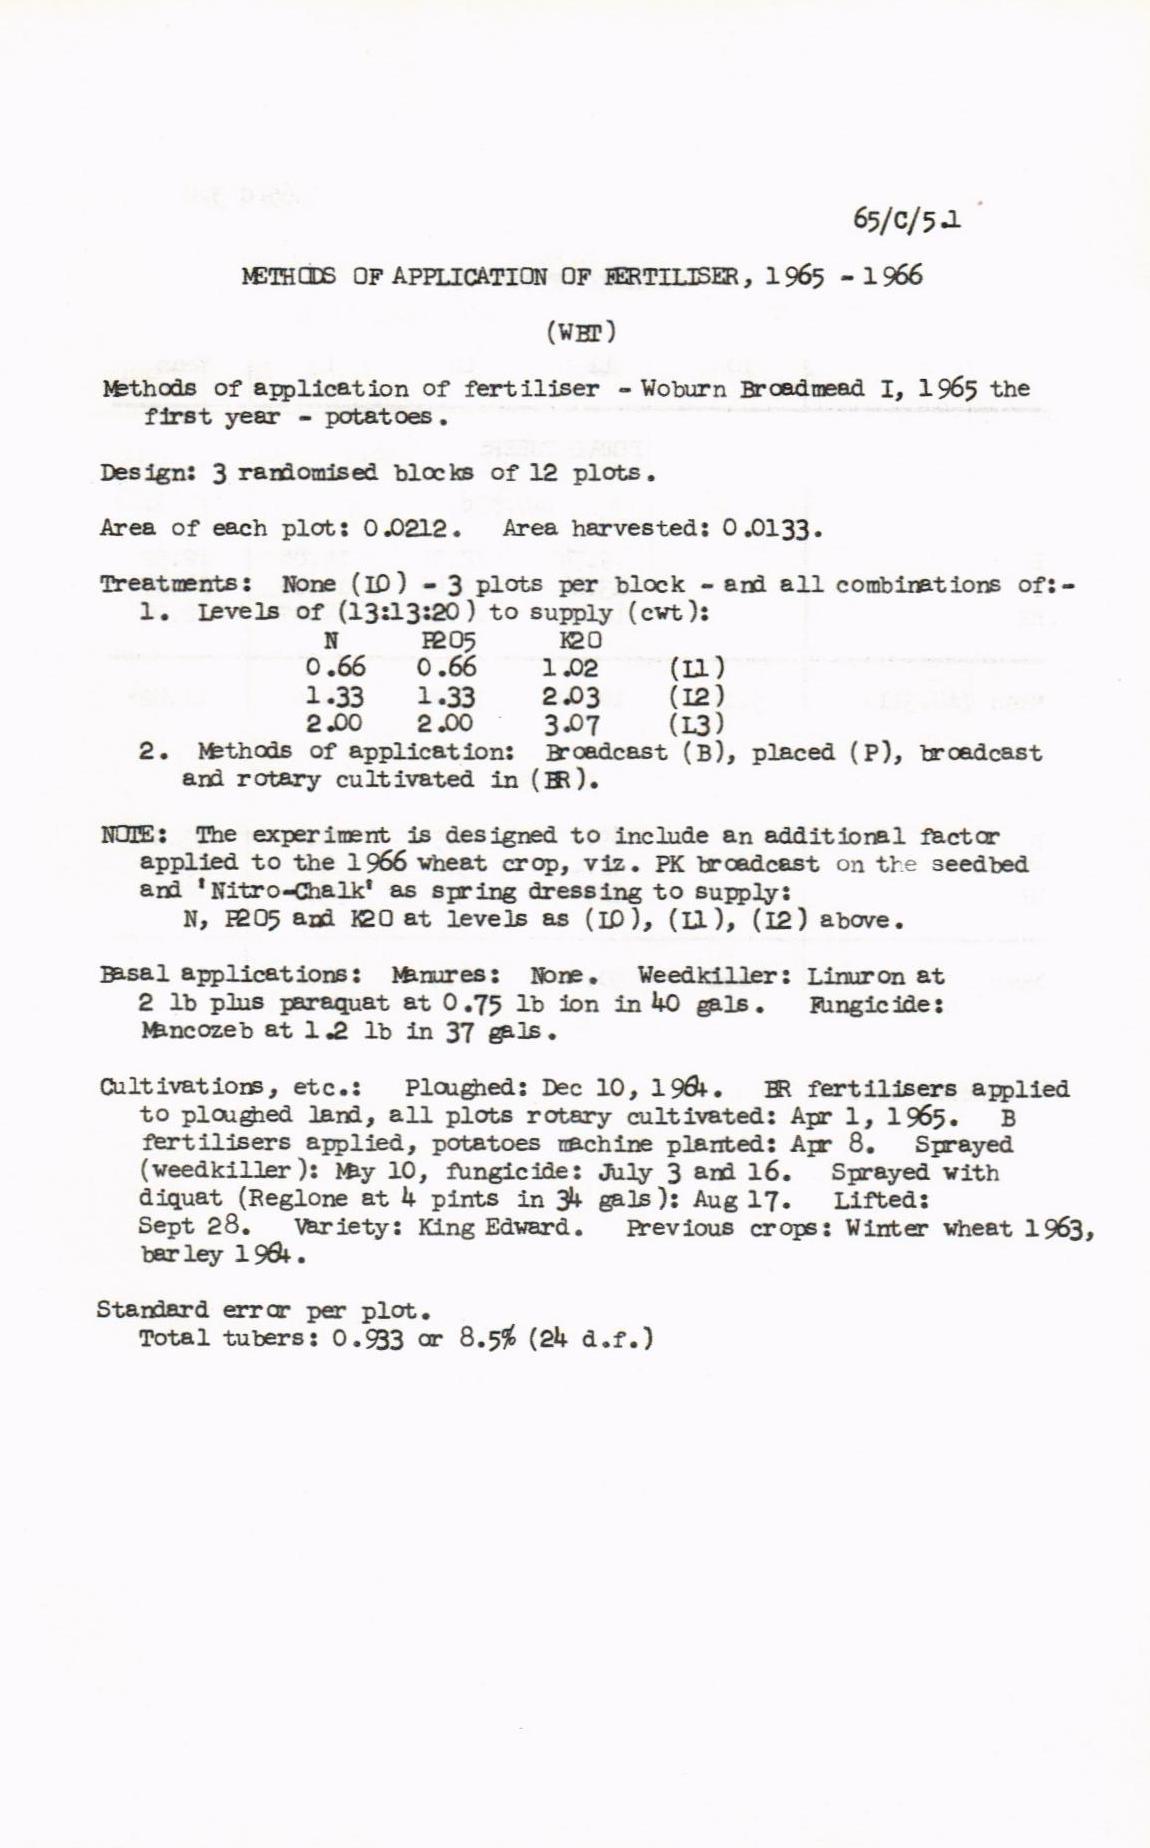 65/C/5.1
METHODS OF APPLICATION OF FERTILISER, 1965 - 1966
(WBT)
Methods of application of fertiliser - Woburn Broadmead I, 1965 the
first year - potatoes.
Design: 3 randomised blocks of 12 plots.
Area of each plot: 0.0212. Area harvested: 0.0133.
Treatments: None (L0) - 3 plots per block - and all combinations of:-
1. Levels of (13:13:20) to supply (cwt):
N P2O5 K2O
0.66 0.66 1.02 (L1)
1.33 1.33 2.03 (L2)
2.00 2.00 3.07 (L3)
2. Methods of application: Broadcast (B), placed (P), broadcast
and rotary cultivated in (BR).
NOTE: The experiment is designed to include an additional factor
applied to the 1966 wheat crop, viz. PK broadcast on the seedbed
and 'Nitro-Chalk' as spring dressing to supply:
N, P2O5 and K2O at levels as (L0), (L1), (L2) above.
Basal applications: Manures: None. Weedkiller: Linuron at
2 lb plus paraquat at 0.75 lb ion in 40 gals. Fungicide:
Mancozeb at 1.2 lb in 37 gals.
Cultivations, etc.: Ploughed: Dec 10, 1964. BR fertilisers applied
to ploughed land, all plots rotary cultivated: Apr 1, 1965. B
fertilisers applied, potatoes machine planted: Apr 8. Sprayed
(weedkiller): May 10, fungicide: July 3 and 16. Sprayed with
diquat (Reglone at 4 pints in 34 gals): Aug 17. Lifted:
Sept 28. Variety: King Edward. Previous crops: Winter wheat 1963,
barley 1964.
Standard error per plot.
Total tubers: 0.933 or 8.5% (24 d.f.)